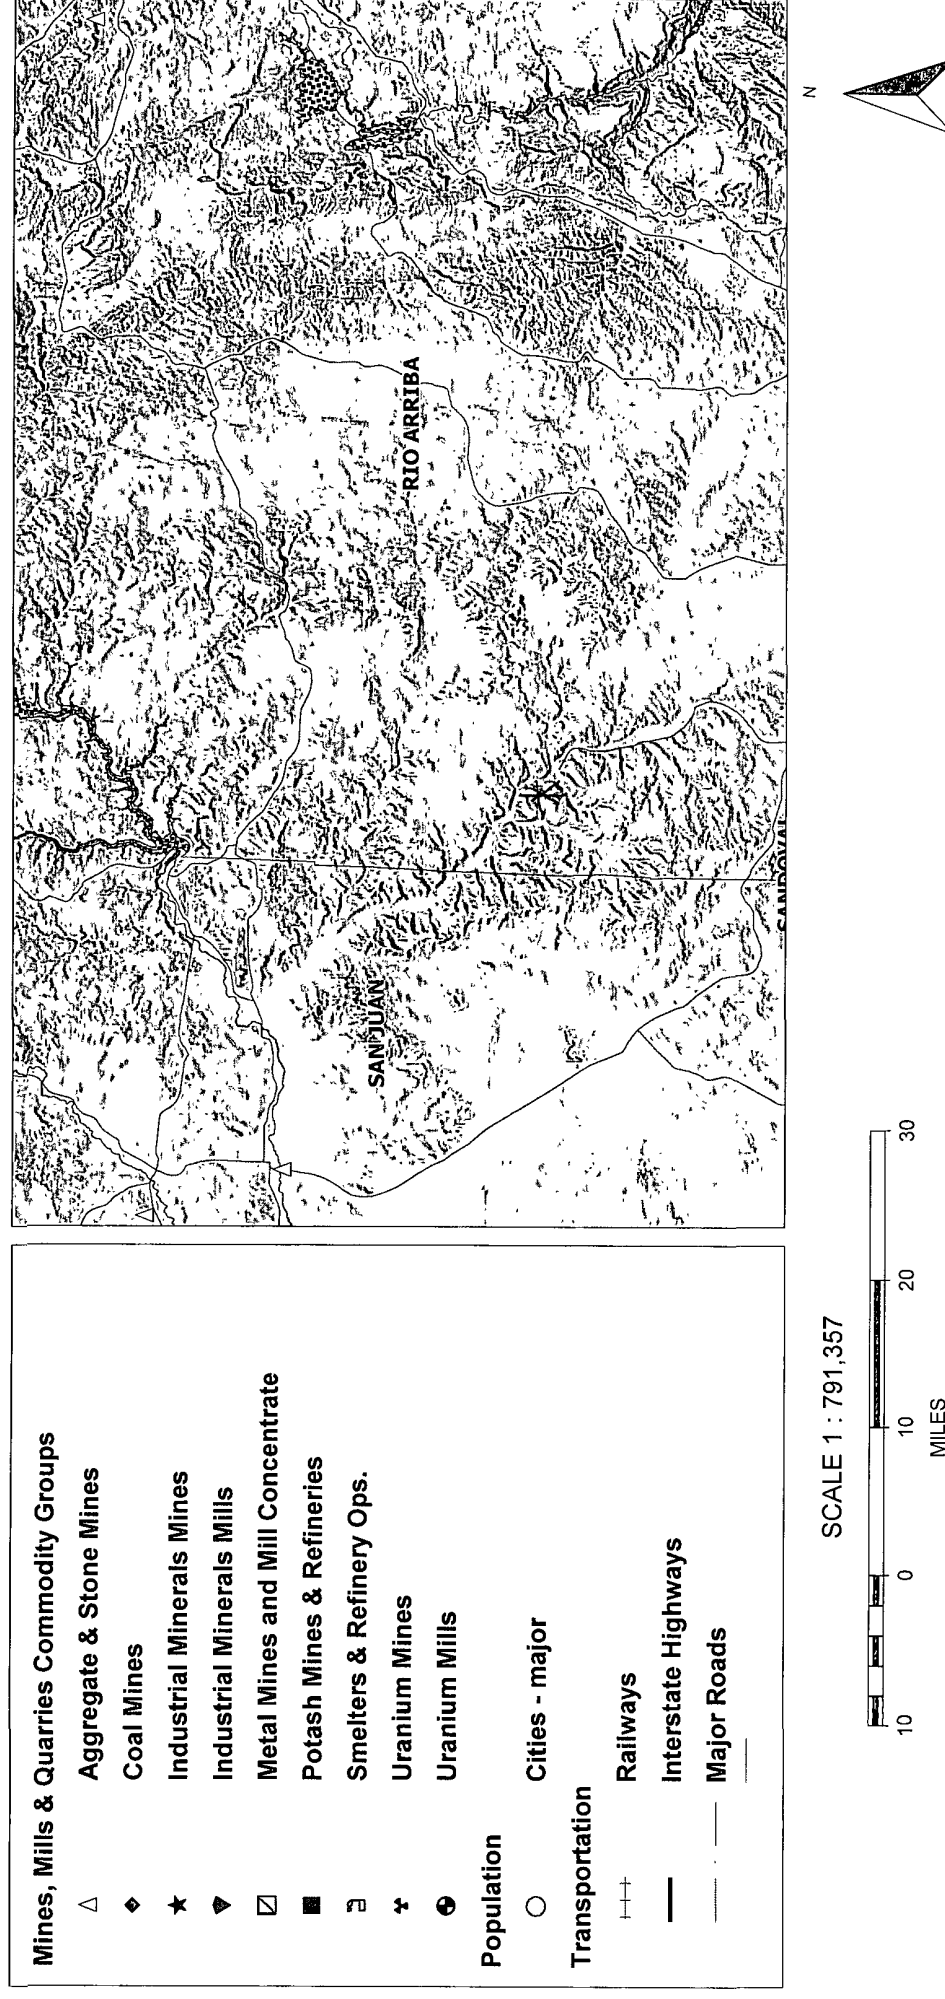 Mines, Mills & Quarries Commodity Groups
Aggregate & Stone Mines
Coal Mines
Industrial Minerals Mines
Industrial Minerals Mills
Metal Mines and Mill Concentrate
Potash Mines & Refineries
Smelters & Refinery Ops.
Uranium Mines
Uranium Mills
Population
Cities - major
Transportation
Railways
Interstate Highways
Major Roads
SAN JUAN
RIO ARRIBA
SANDOVAL
SCALE 1 : 791,357
10 0 10 20 30
MILES
N